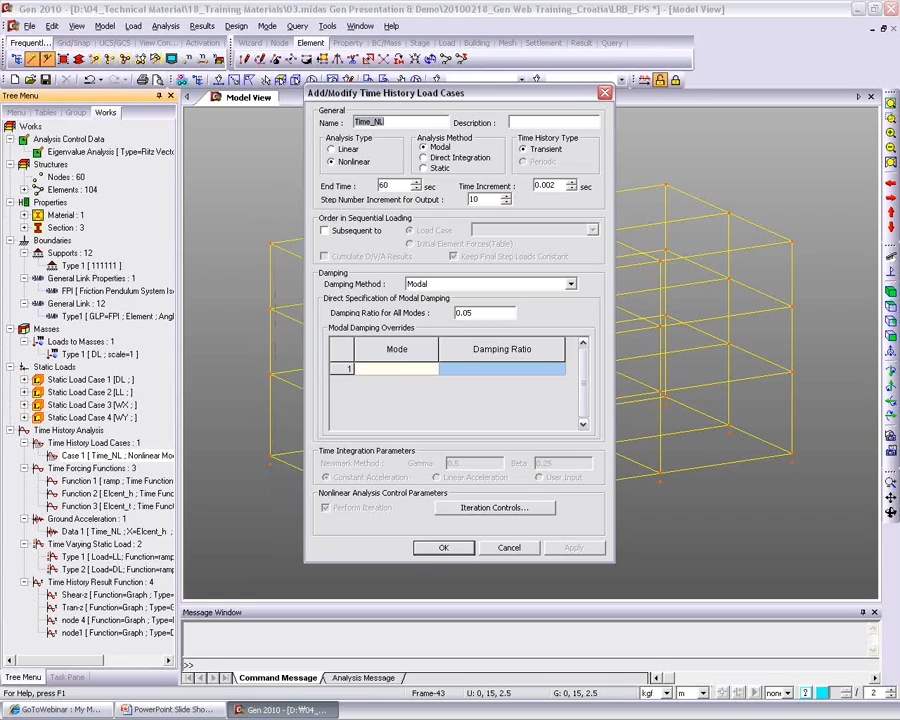 Gen 2010 - [D:\04_Technical Material\18_Training Materials\03.midas Gen Presentation & Demo\20100218_Gen Web Training_Croatia\LRB_FPS *] - [Model View]
File Edit View Model Load Analysis Results Design Mode Query Tools Window Help
Frequentl... Grid/Snap UCS/GCS View Con... Activation Wizard Node Element Property BC/Mass Stage Load Mesh Settlement Result Query
Tree Menu
Model View
Menu Tables Group Works
Works
Analysis Control Data
Eigenvalue Analysis [Type=Ritz Vector
Structures
Nodes : 60
Elements : 104
Properties
Material : 1
Section : 3
Boundaries
Supports : 12
Type 1 [111111]
General Link Properties : 1
FPI [Friction Pendulum System Is
General Link : 12
Type1 [GLP=FPI ; Element ; Angl
Masses
Loads to Masses : 1
Type 1 [DL ; scale=1]
Static Loads
Static Load Case 1 [DL ; ]
Static Load Case 2 [LL ; ]
Static Load Case 3 [WX ; ]
Static Load Case 4 [WY ; ]
Time History Analysis
Time History Load Cases : 1
Case 1 [Time_NL ; Nonlinear Mo
Time Forcing Functions : 3
Function 1 [ramp ; Time Function
Function 2 [Elcent_h ; Time Func
Function 3 [Elcent_t ; Time Func
Ground Acceleration : 1
Data 1 [Time_NL ; X=Elcent_h
Time Varying Static Load : 2
Type 1 [Load=LL; Function=ramp
Type 2 [Load=DL; Function=ramp
Time History Result Function : 4
Shear-z [Function=Graph ; Type=
Tran-z [Function=Graph ; Type=
node 4 [Function=Graph ; Type=
node1 [Function=Graph ; Type=D
Tree Menu Task Pane
Add/Modify Time History Load Cases
General
Name : Time_NL Description :
Analysis Type
Linear
Nonlinear
Analysis Method
Modal
Direct Integration
Static
Time History Type
Transient
Periodic
End Time : 60 sec Time Increment : 0.002 sec
Step Number Increment for Output : 10
Order in Sequential Loading
Subsequent to Load Case
Initial Element Forces(Table)
Cumulate D/V/A Results Keep Final Step Loads Constant
Damping
Damping Method : Modal
Direct Specification of Modal Damping
Damping Ratio for All Modes : 0.05
Modal Damping Overrides
Mode Damping Ratio
1
Time Integration Parameters
Newmark Method : Gamma 0.5 Beta 0.25
Constant Acceleration Linear Acceleration User Input
Nonlinear Analysis Control Parameters
Perform Iteration Iteration Controls...
OK Cancel Apply
Message Window
>>
Command Message Analysis Message
For Help, press F1 Frame-43 U: 0, 15, 2.5 G: 0, 15, 2.5 kgf m non 2
GoToWebinar : My M... PowerPoint Slide Sho... Gen 2010 - [D:\04_...